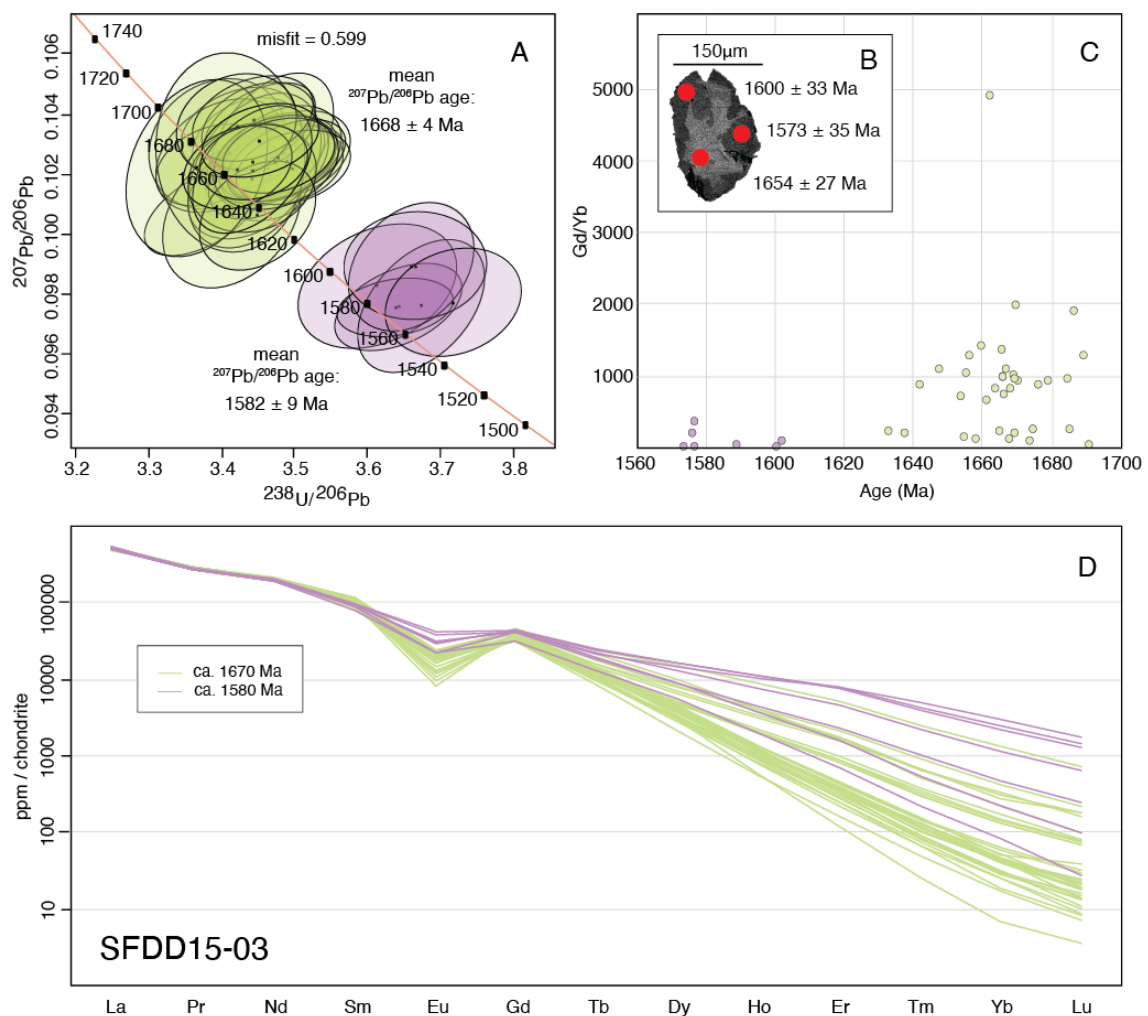 A
misfit = 0.599
mean
207Pb/206Pb age:
1668 ± 4 Ma
mean
207Pb/206Pb age:
1582 ± 9 Ma
1740
1720
1700
1680
1660
1640
1620
1600
1580
1560
1540
1520
1500
0.106
0.104
0.102
0.100
0.098
0.096
0.094
207Pb/206Pb
3.2 3.3 3.4 3.5 3.6 3.7 3.8
238U/206Pb
150µm
B
1600 ± 33 Ma
1573 ± 35 Ma
1654 ± 27 Ma
C
5000
4000
3000
2000
1000
0
Gd/Yb
1560 1580 1600 1620 1640 1660 1680 1700
Age (Ma)
D
100000
10000
1000
100
10
ppm / chondrite
ca. 1670 Ma
ca. 1580 Ma
SFDD15-03
La Pr Nd Sm Eu Gd Tb Dy Ho Er Tm Yb Lu